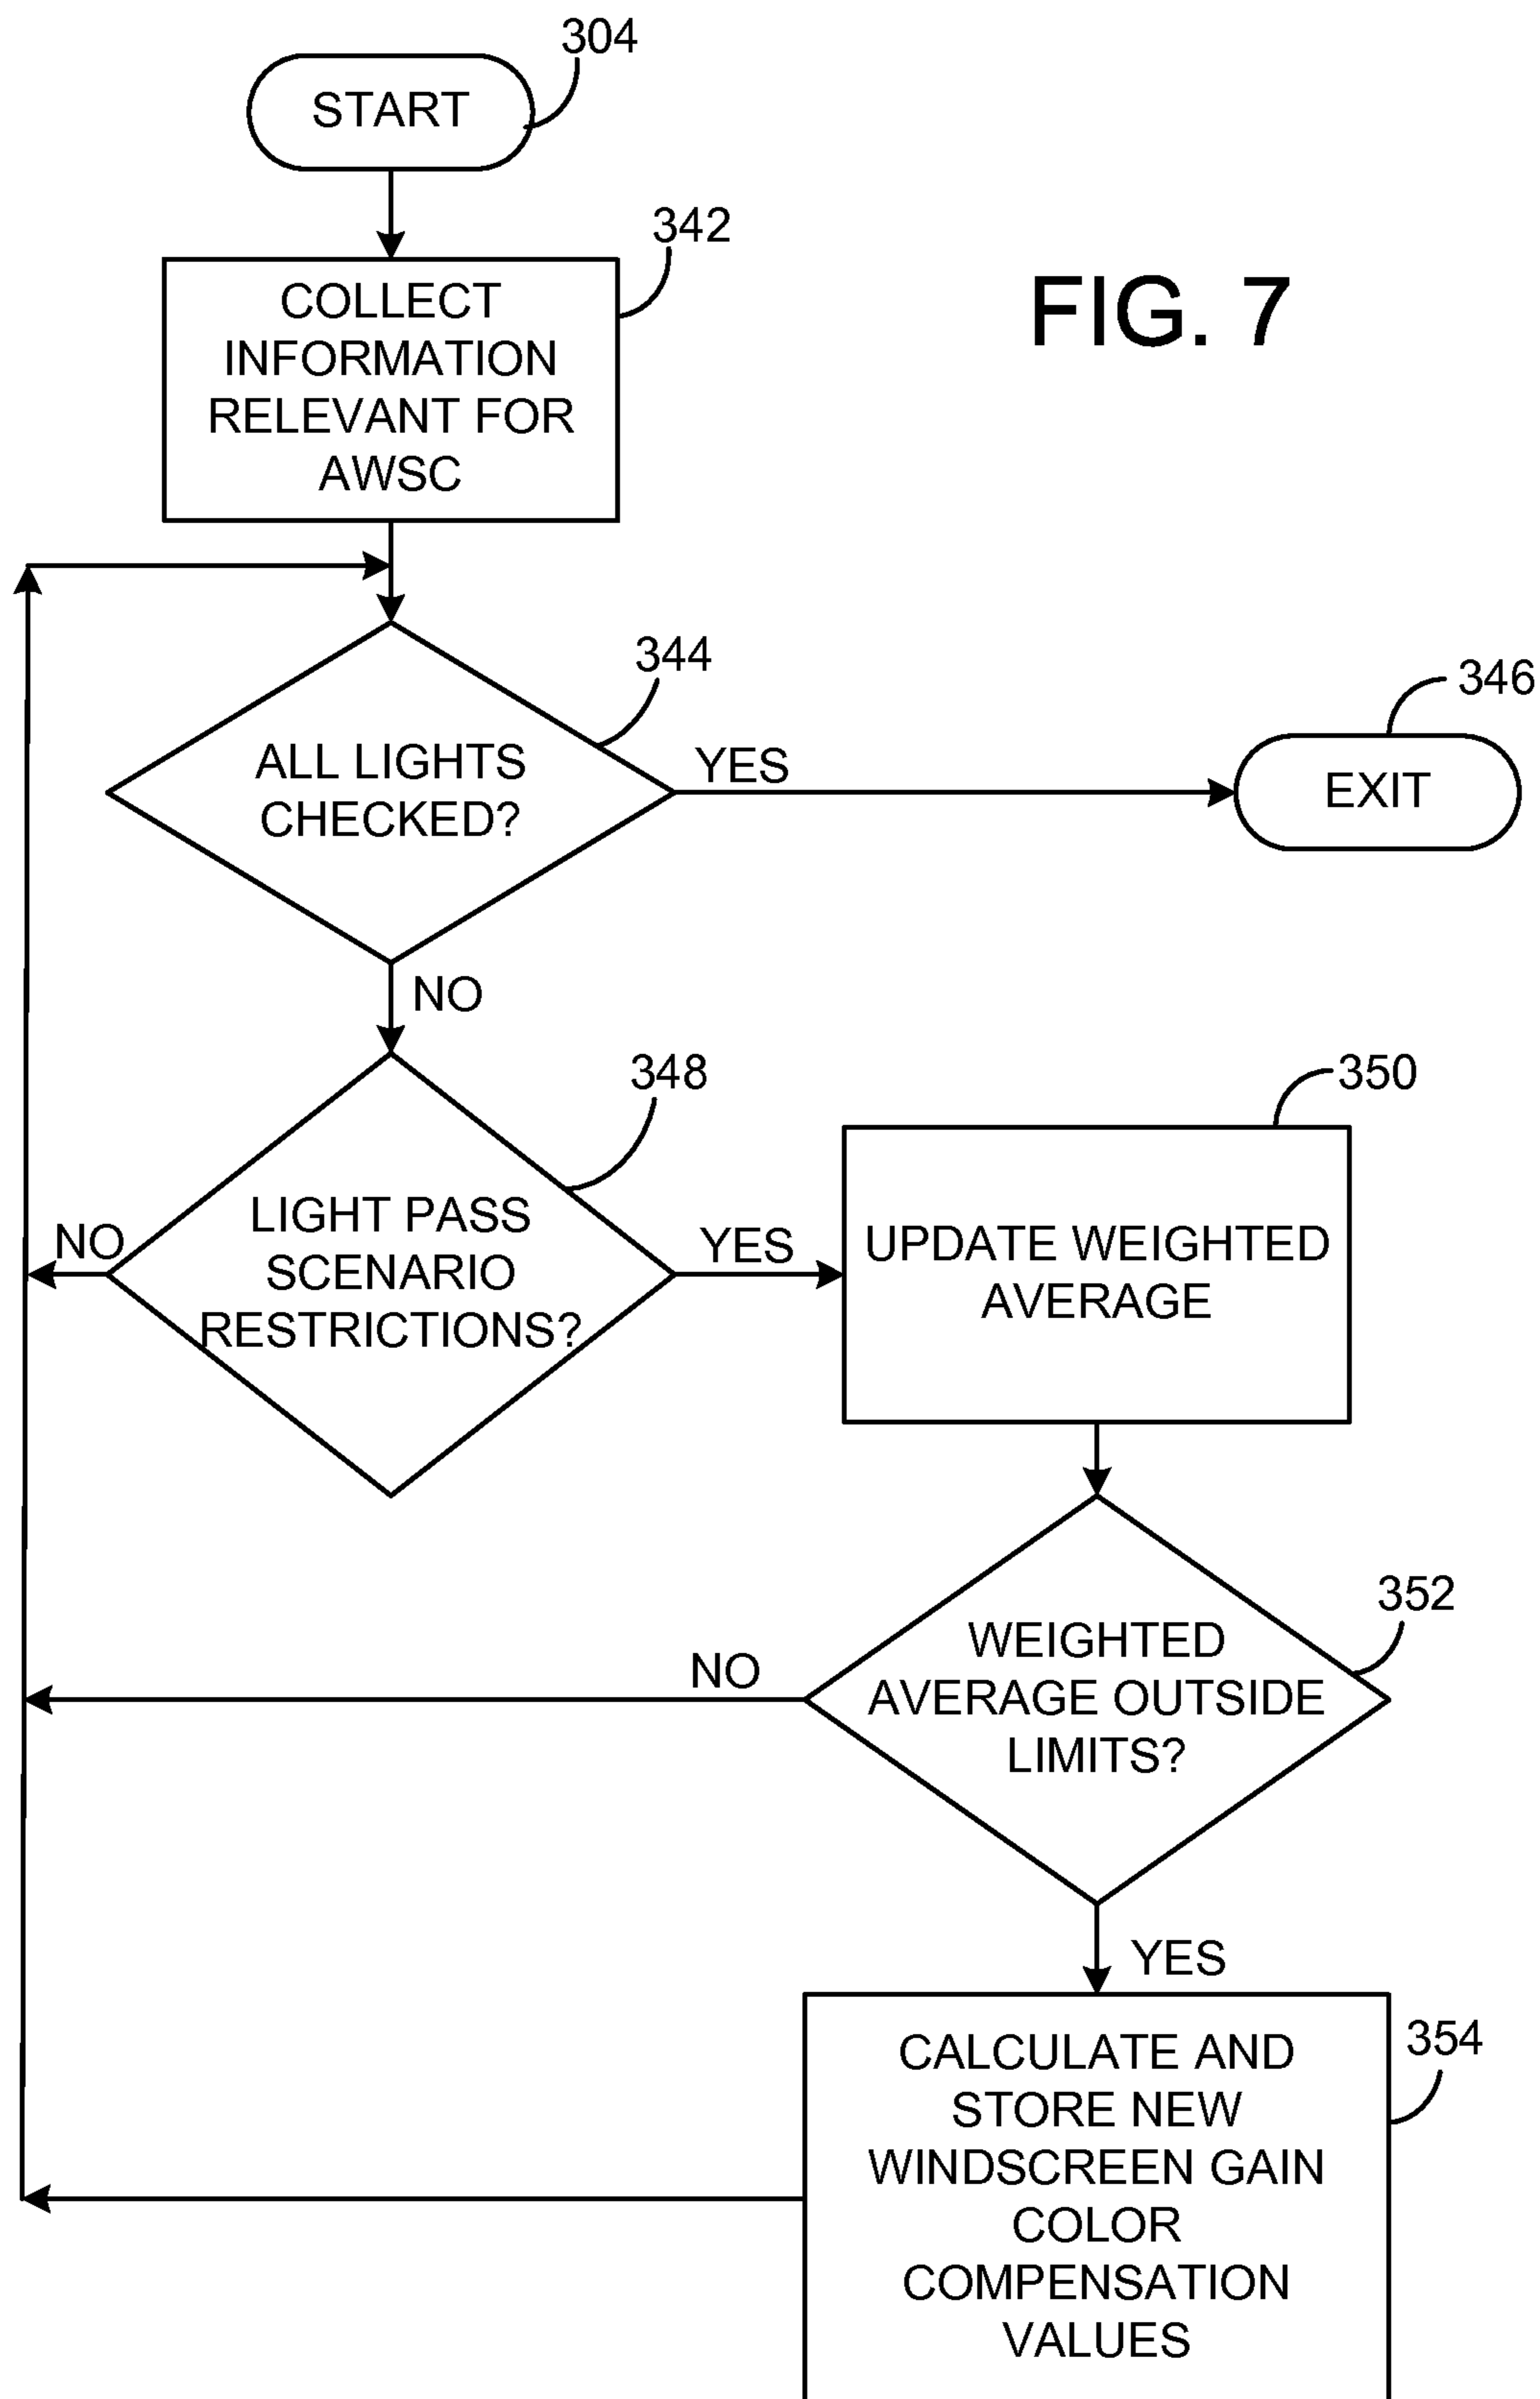 304
START
342
COLLECT
INFORMATION
RELEVANT FOR
AWSC
FIG. 7
344
ALL LIGHTS
CHECKED?
YES
346
EXIT
NO
348
LIGHT PASS
SCENARIO
RESTRICTIONS?
NO
YES
350
UPDATE WEIGHTED
AVERAGE
352
WEIGHTED
AVERAGE OUTSIDE
LIMITS?
NO
YES
354
CALCULATE AND
STORE NEW
WINDSCREEN GAIN
COLOR
COMPENSATION
VALUES